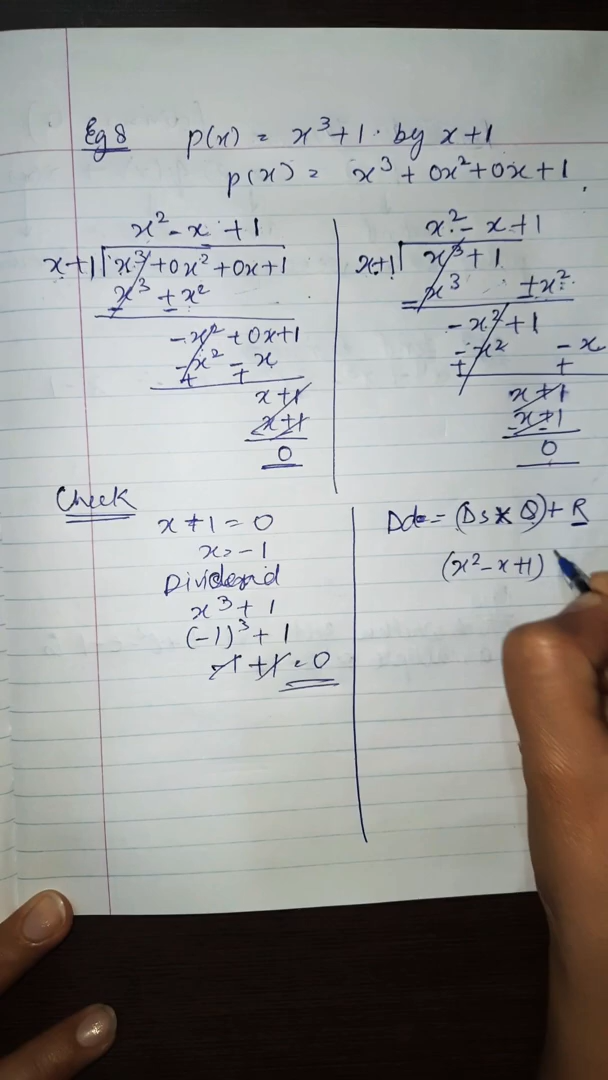 Eg 8 p(x) = x³+1 . by x+1
p(x) = x³ + 0x² + 0x + 1
x² - x + 1
x+1 ) x³ + 0x² + 0x + 1
x³ + x²
-
-
- x² + 0x + 1
- x² - x
+ +
x + 1
x + 1
- -
0
x² - x + 1
x+1 ) x³ + 1
x³ + x²
- -
- x² + 1
- x² - x
+ +
x + 1
x + 1
- -
0
Check
x + 1 = 0
x = -1
Dividend
x³ + 1
(-1)³ + 1
-1 + 1 = 0
Dd = (Ds × Q) + R
(x² - x + 1)